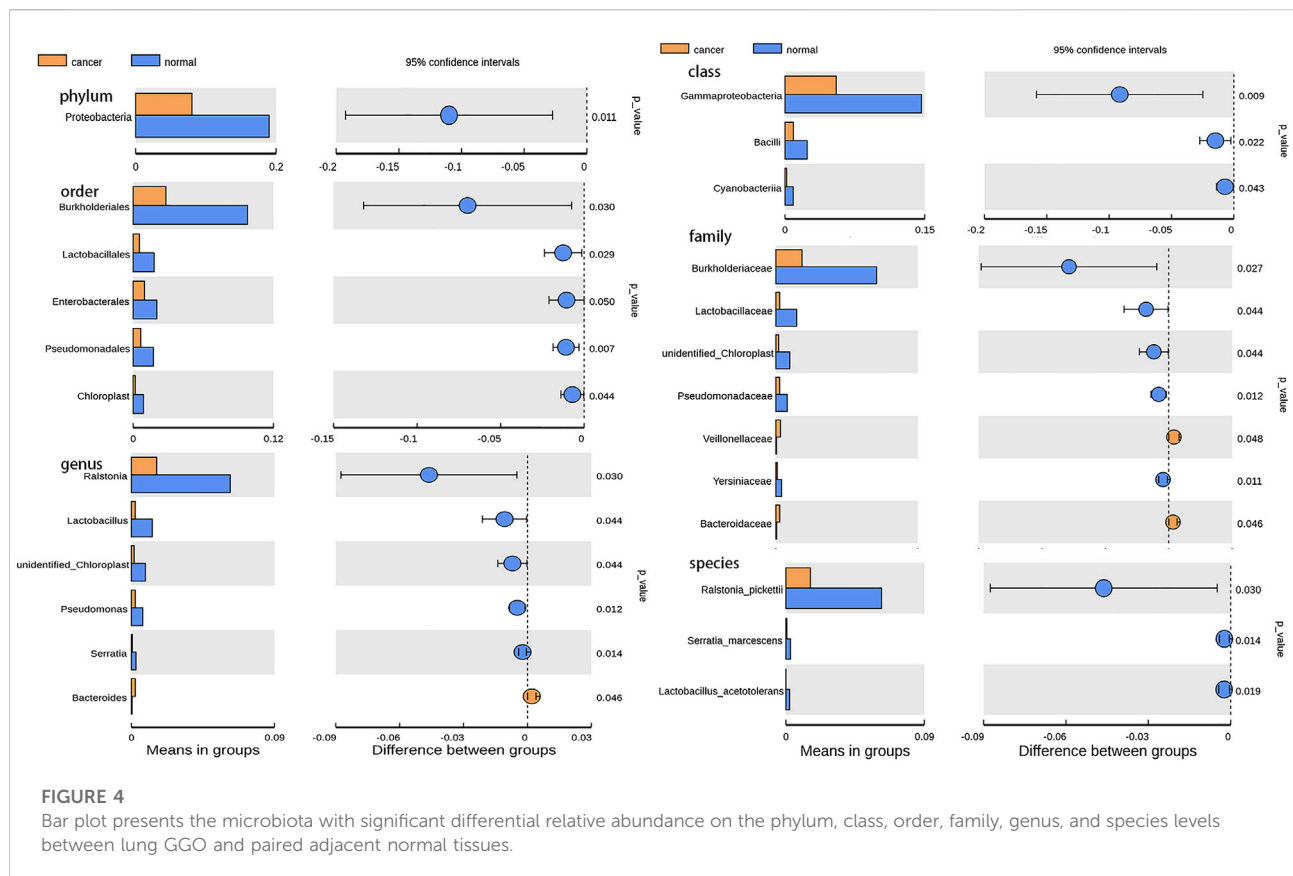 cancer normal 95% confidence intervals
phylum
Proteobacteria 0.011
p_value
0 0.2 -0.2 -0.15 -0.1 -0.05 0
order
Burkholderiales 0.030
Lactobacillales 0.029
Enterobacterales 0.050
Pseudomonadales 0.007
Chloroplast 0.044
p_value
0 0.12 -0.15 -0.1 -0.05 0
genus
Ralstonia 0.030
Lactobacillus 0.044
unidentified_Chloroplast 0.044
Pseudomonas 0.012
Serratia 0.014
Bacteroides 0.046
p_value
0 0.09 -0.09 -0.06 -0.03 0 0.03
Means in groups Difference between groups
cancer normal 95% confidence intervals
class
Gammaproteobacteria 0.009
Bacilli 0.022
Cyanobacteriia 0.043
p_value
0 0.15 -0.2 -0.15 -0.1 -0.05 0
family
Burkholderiaceae 0.027
Lactobacillaceae 0.044
unidentified_Chloroplast 0.044
Pseudomonadaceae 0.012
Veillonellaceae 0.048
Yersiniaceae 0.011
Bacteroidaceae 0.046
p_value
species
Ralstonia_pickettii 0.030
Serratia_marcescens 0.014
Lactobacillus_acetotolerans 0.019
p_value
0 0.09 -0.09 -0.06 -0.03 0
Means in groups Difference between groups
FIGURE 4
Bar plot presents the microbiota with significant differential relative abundance on the phylum, class, order, family, genus, and species levels
between lung GGO and paired adjacent normal tissues.